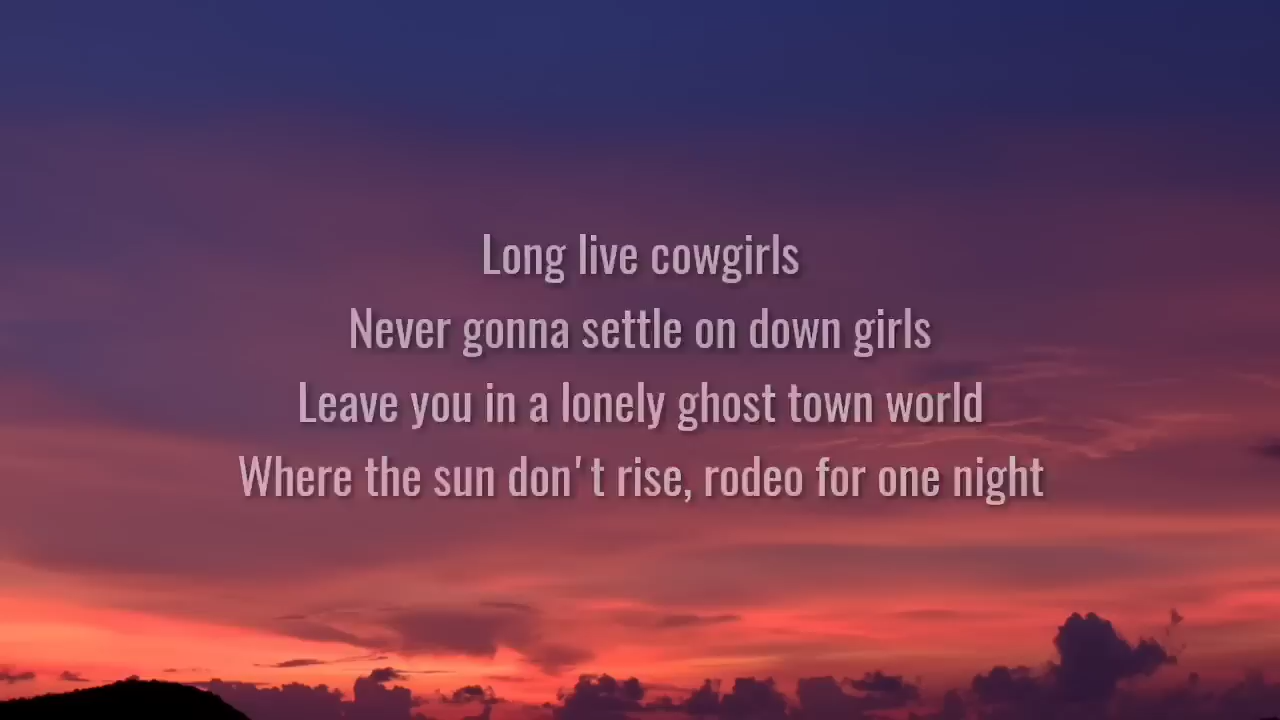 Long live cowgirls
Never gonna settle on down girls
Leave you in a lonely ghost town world
Where the sun don't rise, rodeo for one night